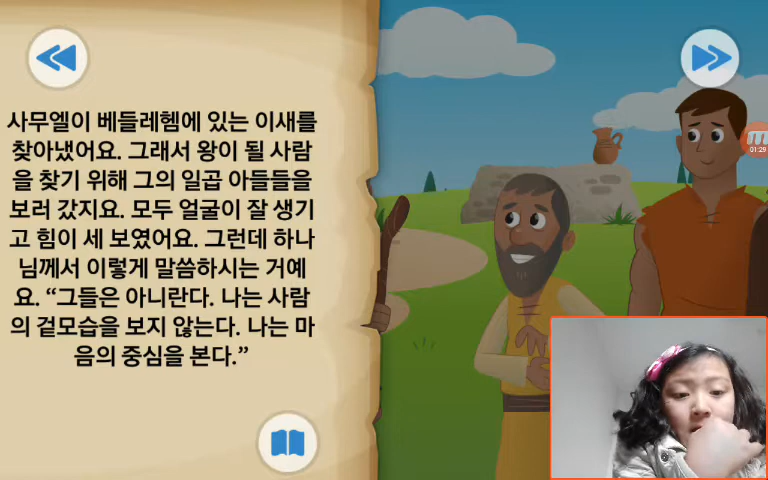 사무엘이 베들레헴에 있는 이새를
찾아냈어요. 그래서 왕이 될 사람
을 찾기 위해 그의 일곱 아들들을
보러 갔지요. 모두 얼굴이 잘 생기
고 힘이 세 보였어요. 그런데 하나
님께서 이렇게 말씀하시는 거예
요. “그들은 아니란다. 나는 사람
의 겉모습을 보지 않는다. 나는 마
음의 중심을 본다.”
01:29